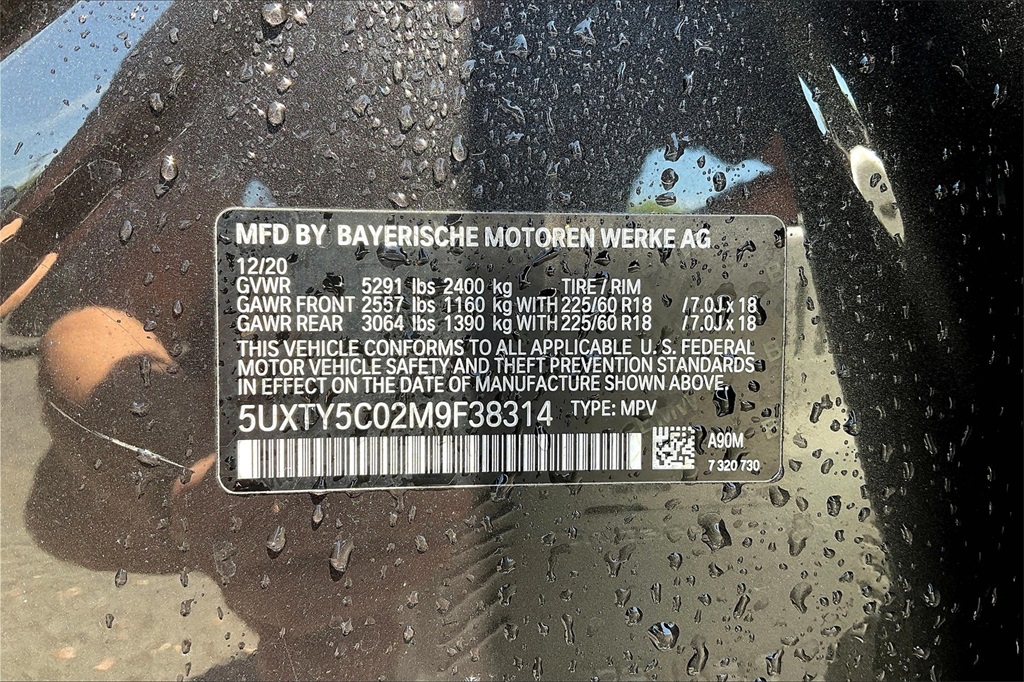 MFD BY BAYERISCHE MOTOREN WERKE AG
12/20
GVWR 5291 lbs 2400 kg TIRE / RIM
GAWR FRONT 2557 lbs 1160 kg WITH 225/60 R18 / 7.0J x 18
GAWR REAR 3064 lbs 1390 kg WITH 225/60 R18 / 7.0J x 18
THIS VEHICLE CONFORMS TO ALL APPLICABLE U.S. FEDERAL
MOTOR VEHICLE SAFETY AND THEFT PREVENTION STANDARDS
IN EFFECT ON THE DATE OF MANUFACTURE SHOWN ABOVE.
5UXTY5C02M9F38314 TYPE: MPV
A90M
7 320 730